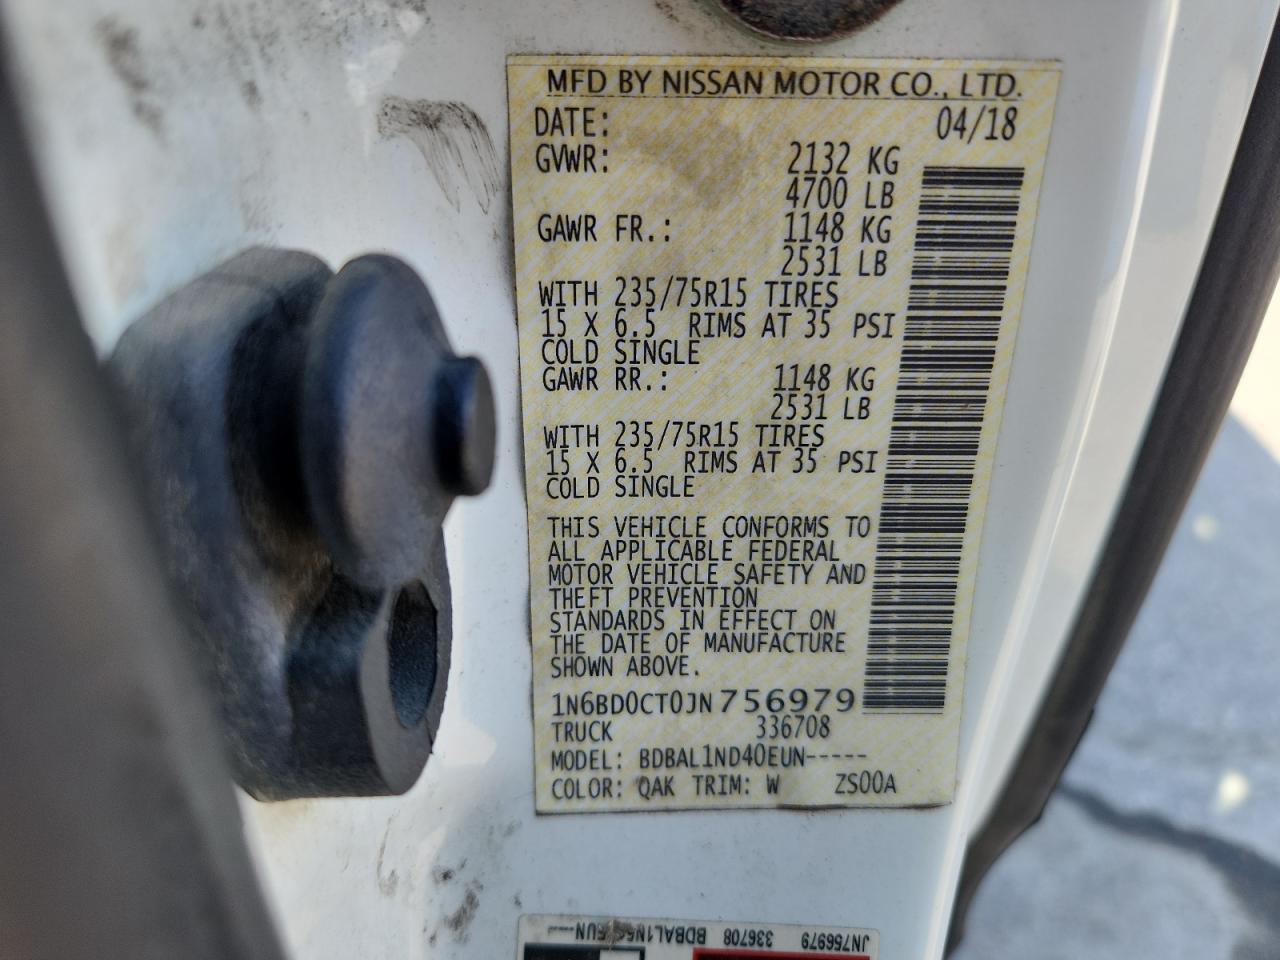 MFD BY NISSAN MOTOR CO., LTD.
DATE: 04/18
GVWR: 2132 KG
4700 LB
GAWR FR.: 1148 KG
2531 LB
WITH 235/75R15 TIRES
15 X 6.5 RIMS AT 35 PSI
COLD SINGLE
GAWR RR.: 1148 KG
2531 LB
WITH 235/75R15 TIRES
15 X 6.5 RIMS AT 35 PSI
COLD SINGLE
THIS VEHICLE CONFORMS TO
ALL APPLICABLE FEDERAL
MOTOR VEHICLE SAFETY AND
THEFT PREVENTION
STANDARDS IN EFFECT ON
THE DATE OF MANUFACTURE
SHOWN ABOVE.
1N6BD0CT0JN756979
TRUCK 336708
MODEL: BDBAL1ND40EUN-----
COLOR: QAK TRIM: W ZS00A
JN756979 336708